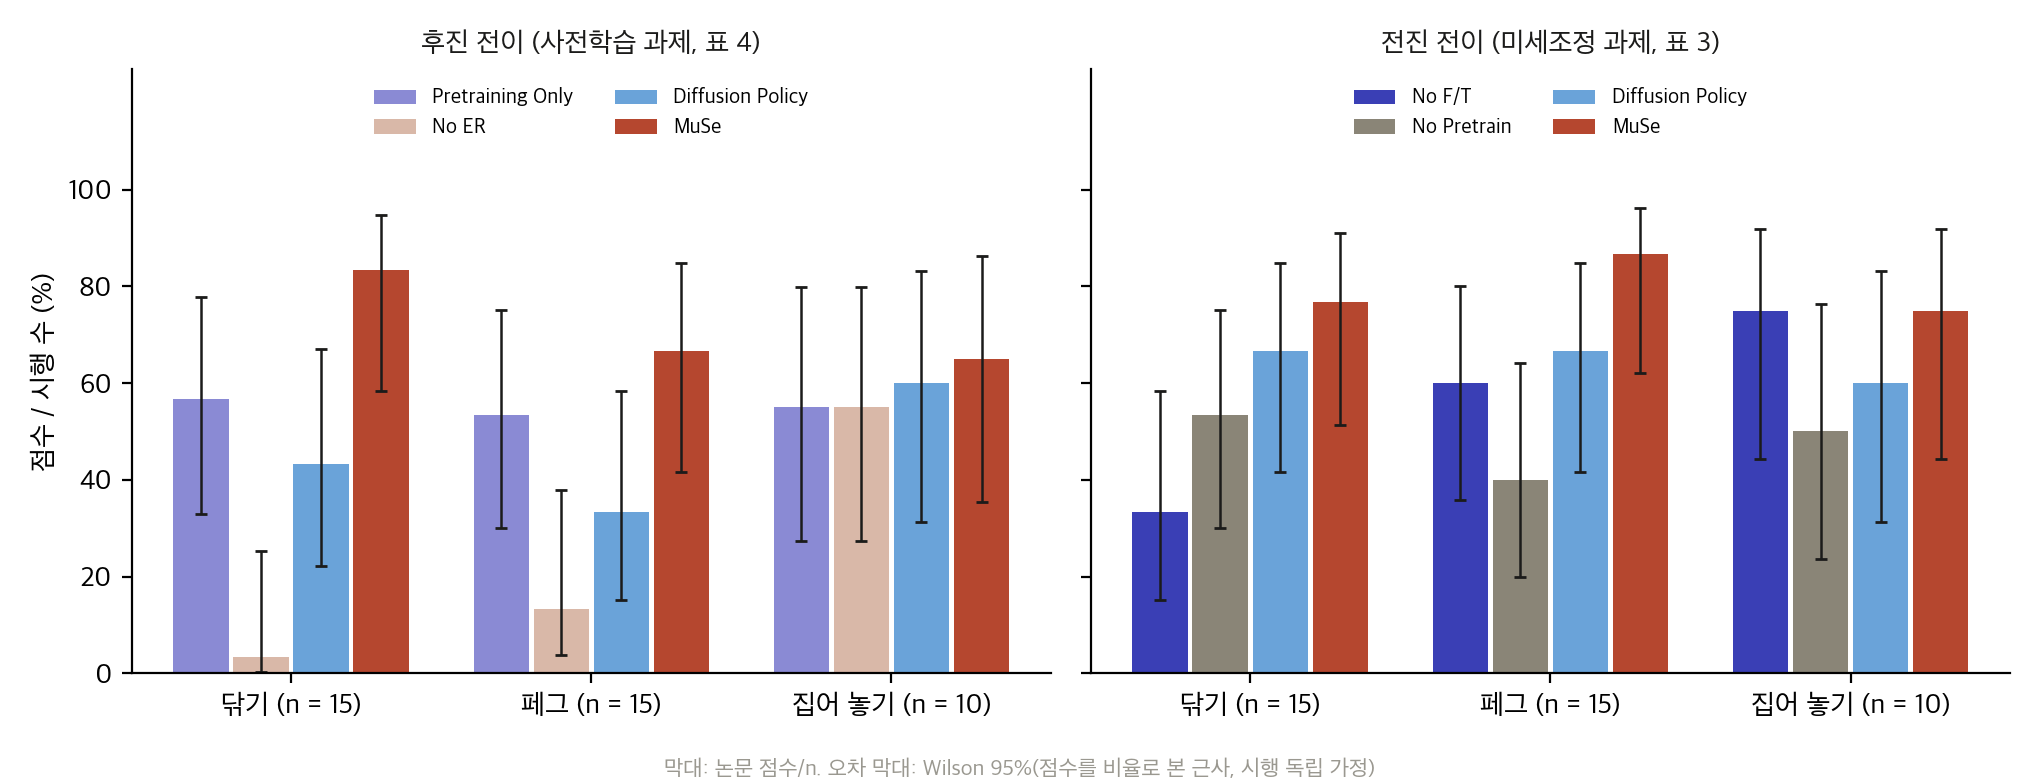 후진 전이 (사전학습 과제, 표 4)
Pretraining Only
No ER
Diffusion Policy
MuSe
점수 / 시행 수 (%)
100
80
60
40
20
0
닦기 (n = 15)
페그 (n = 15)
집어 놓기 (n = 10)
전진 전이 (미세조정 과제, 표 3)
No F/T
No Pretrain
Diffusion Policy
MuSe
닦기 (n = 15)
페그 (n = 15)
집어 놓기 (n = 10)
막대: 논문 점수/n. 오차 막대: Wilson 95%(점수를 비율로 본 근사, 시행 독립 가정)